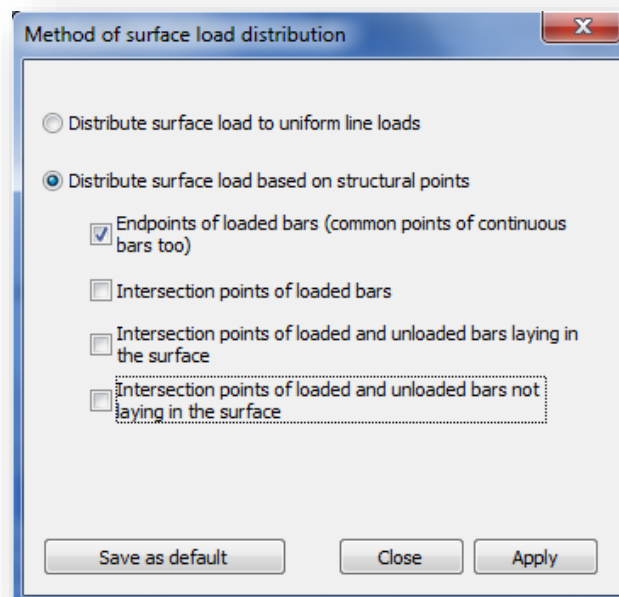 Method of surface load distribution
Distribute surface load to uniform line loads
Distribute surface load based on structural points
Endpoints of loaded bars (common points of continuous
bars too)
Intersection points of loaded bars
Intersection points of loaded and unloaded bars laying in
the surface
Intersection points of loaded and unloaded bars not
laying in the surface
Save as default
Close
Apply